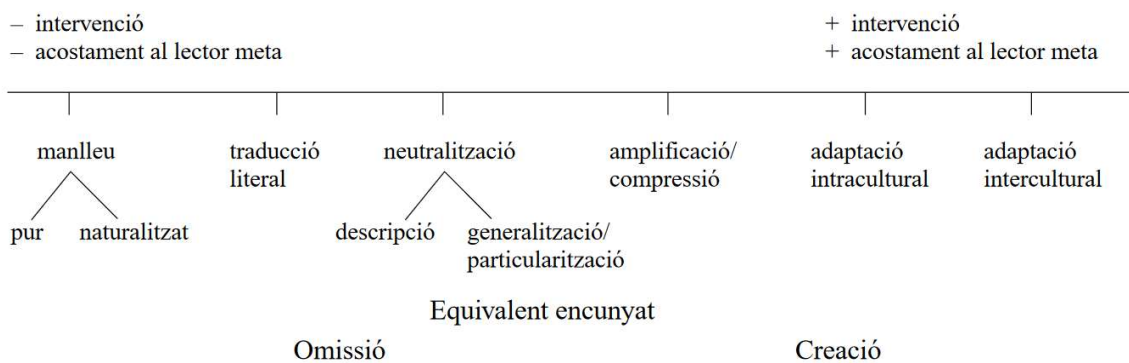 – intervenció
– acostament al lector meta
+ intervenció
+ acostament al lector meta
manlleu
traducció
literal
neutralització
amplificació/
compressió
adaptació
intracultural
adaptació
intercultural
pur
naturalitzat
descripció
generalització/
particularització
Equivalent encunyat
Omissió
Creació